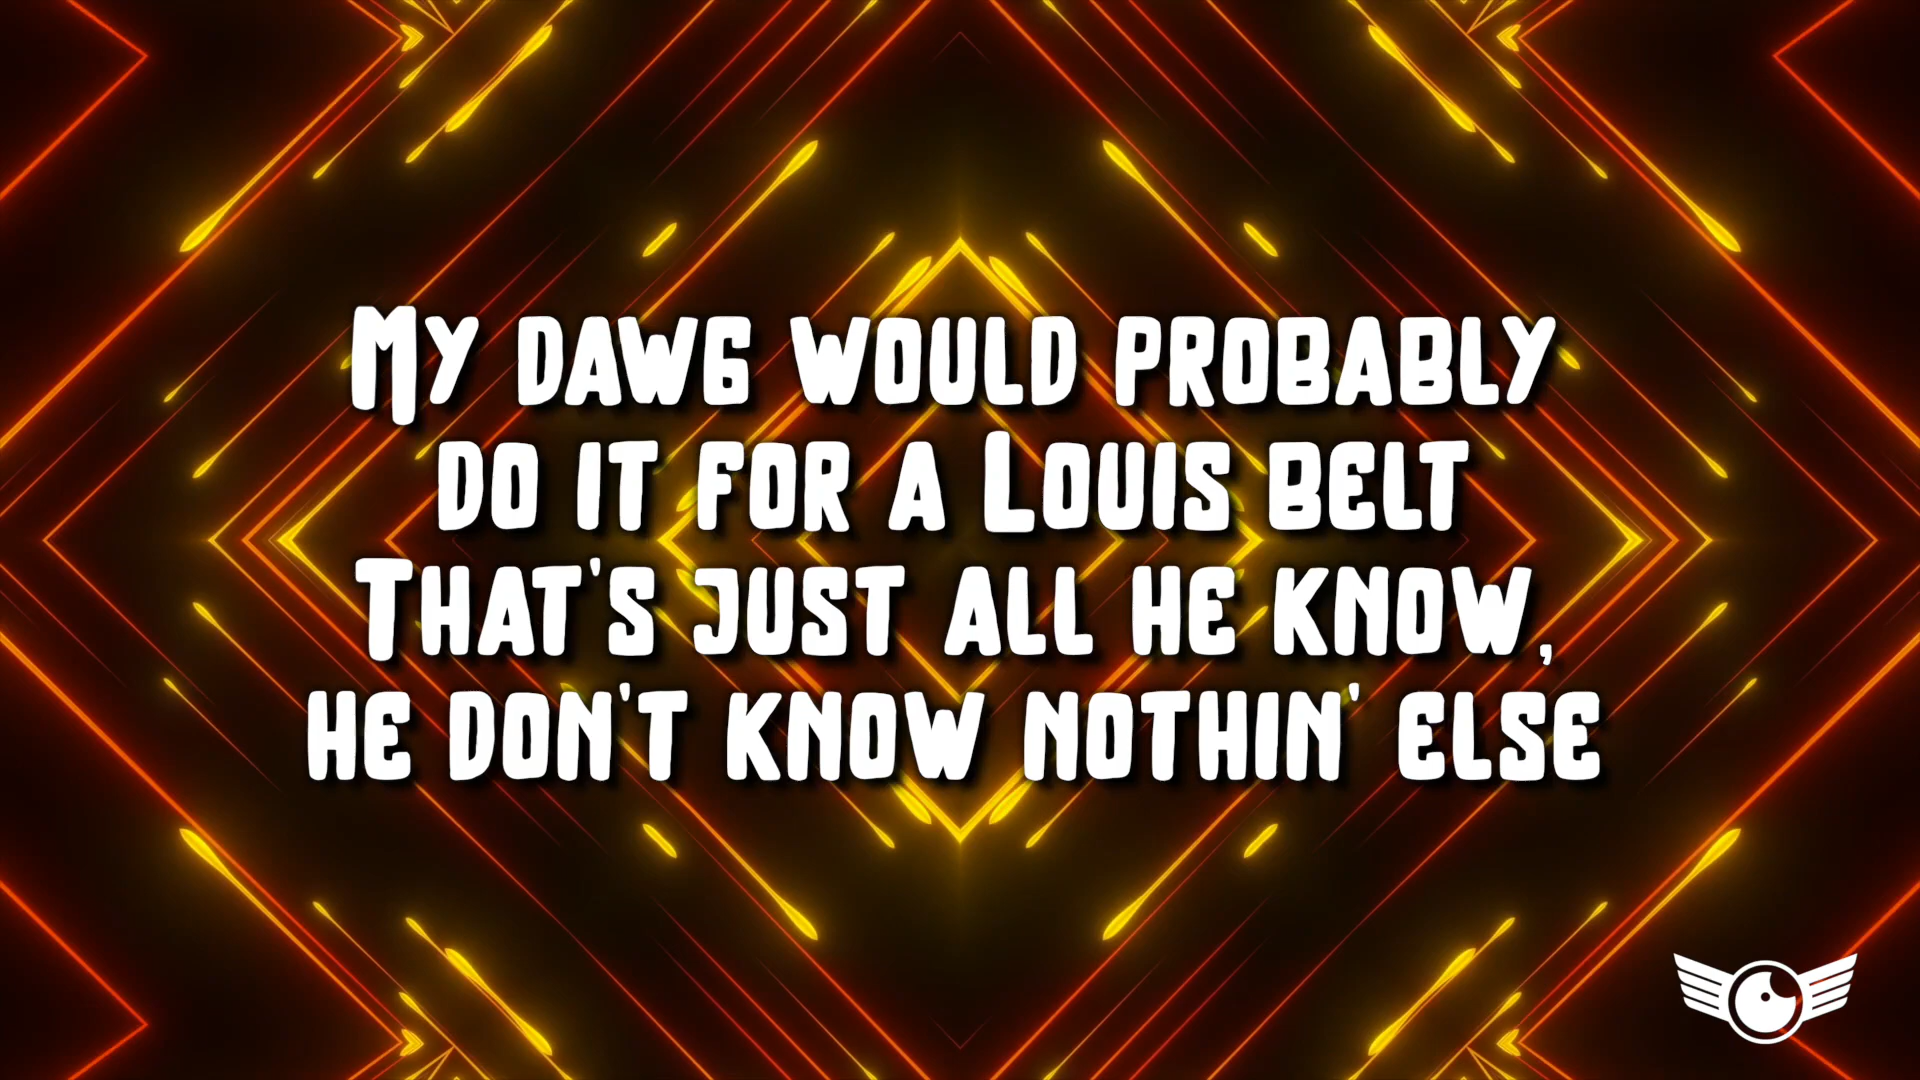 My dawg would probably
do it for a Louis belt
That's just all he know,
he don't know nothin' else